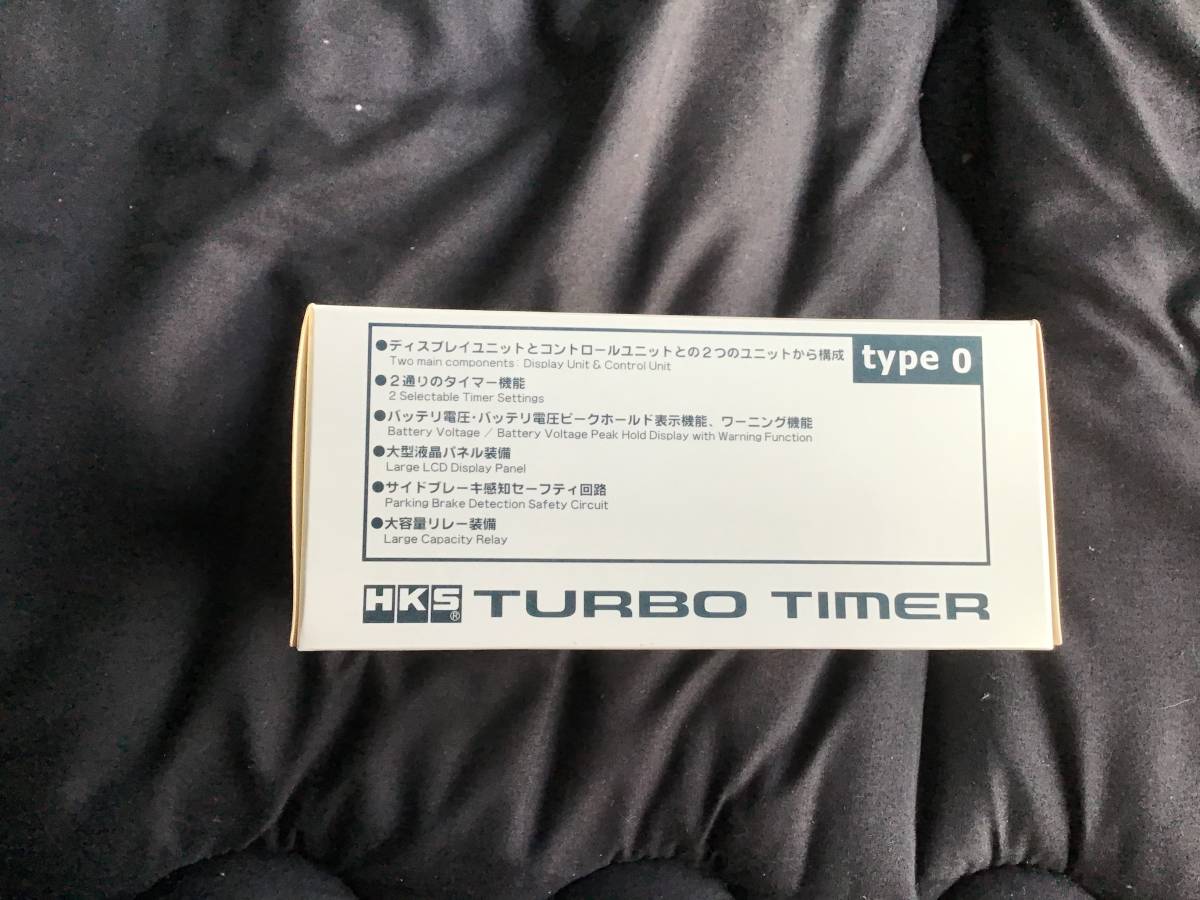 ●ディスプレイユニットとコントロールユニットとの２つのユニットから構成
Two main components : Display Unit & Control Unit
type 0
●２通りのタイマー機能
2 Selectable Timer Settings
●バッテリ電圧・バッテリ電圧ピークホールド表示機能、ワーニング機能
Battery Voltage / Battery Voltage Peak Hold Display with Warning Function
●大型液晶パネル装備
Large LCD Display Panel
●サイドブレーキ感知セーフティ回路
Parking Brake Detection Safety Circuit
●大容量リレー装備
Large Capacity Relay
HKS® TURBO TIMER